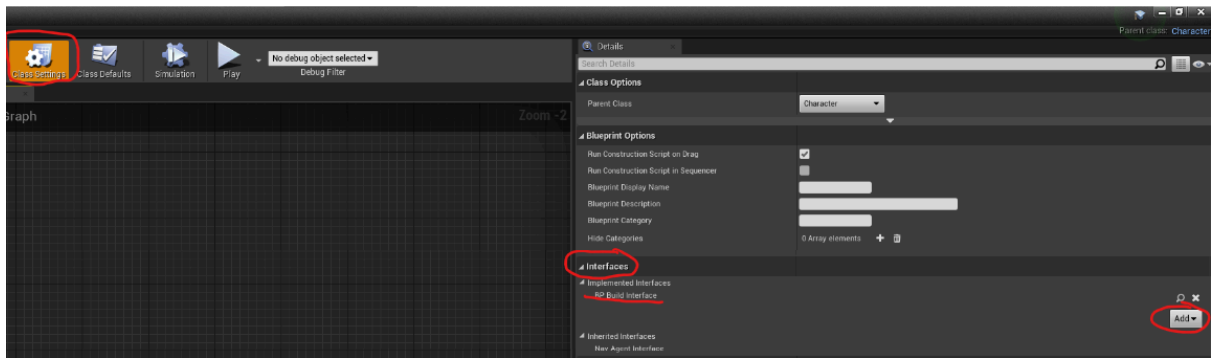 Parent class: Character
Class Settings
Class Defaults
Simulation
Play
No debug object selected
Debug Filter
Graph
Zoom -2
Details
Search Details
Class Options
Parent Class
Character
Blueprint Options
Run Construction Script on Drag
Run Construction Script in Sequencer
Blueprint Display Name
Blueprint Description
Blueprint Category
Hide Categories
0 Array elements
Interfaces
Implemented Interfaces
BP Build Interface
Add
Inherited Interfaces
Nav Agent Interface